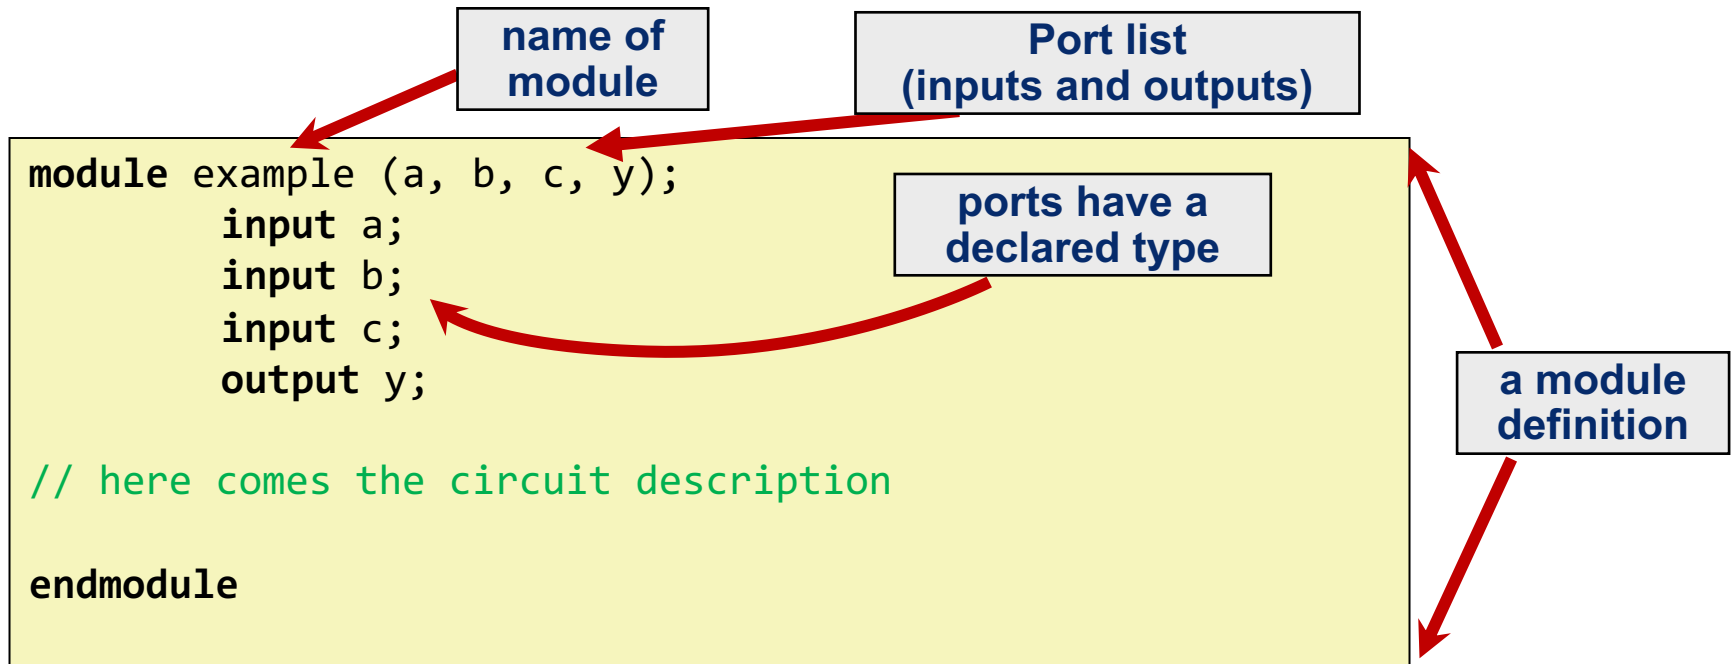 name of
module
Port list
(inputs and outputs)
module example (a, b, c, y);
input a;
input b;
input c;
output y;
ports have a
declared type
a module
definition
// here comes the circuit description
endmodule